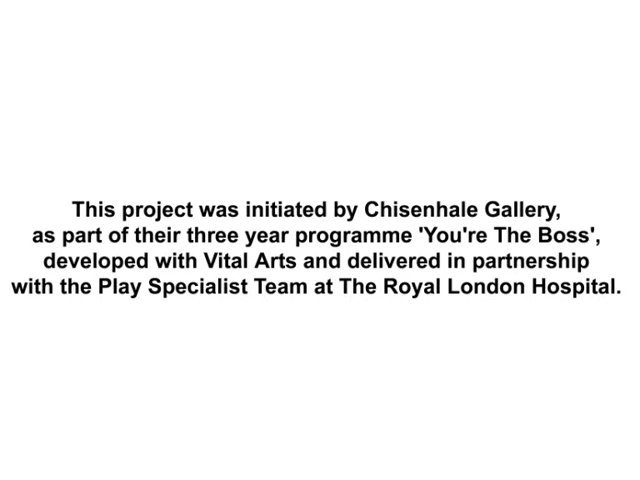 This project was initiated by Chisenhale Gallery,
as part of their three year programme 'You're The Boss',
developed with Vital Arts and delivered in partnership
with the Play Specialist Team at The Royal London Hospital.